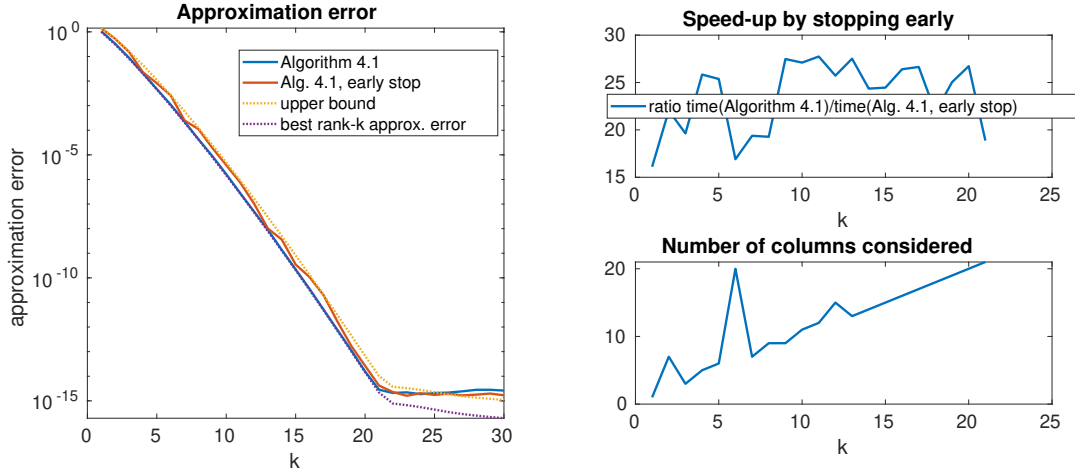 Approximation error
10^0
10^-5
10^-10
10^-15
approximation error
0 5 10 15 20 25 30
k
Algorithm 4.1
Alg. 4.1, early stop
upper bound
best rank-k approx. error
Speed-up by stopping early
30
25
20
15
ratio time(Algorithm 4.1)/time(Alg. 4.1, early stop)
0 5 10 15 20 25
k
Number of columns considered
20
10
0
0 5 10 15 20 25
k